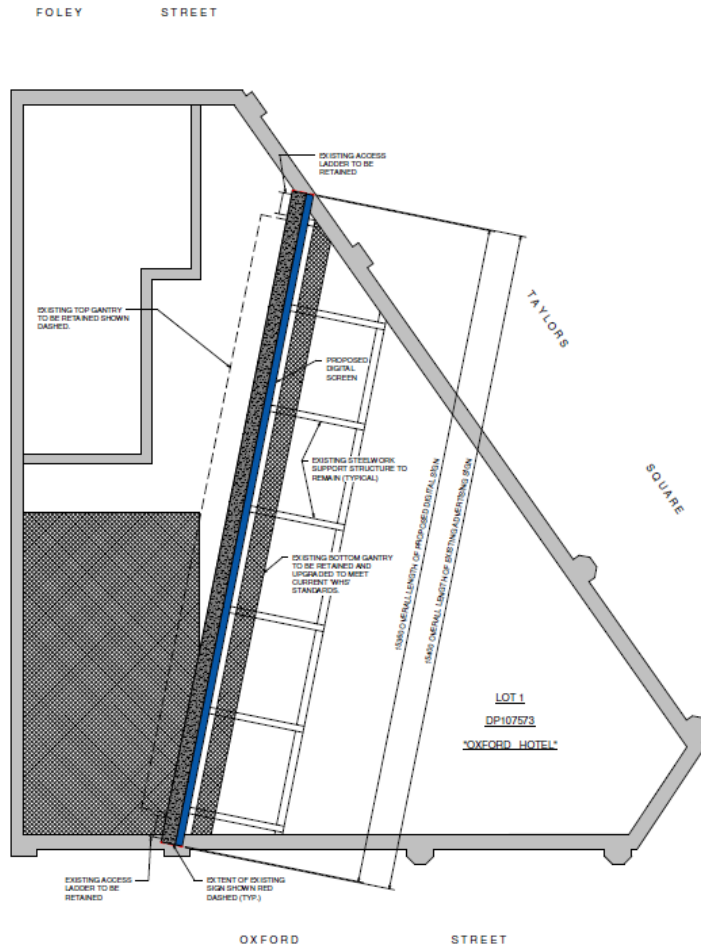 FOLEY STREET
EXISTING ACCESS
LADDER TO BE
RETAINED
EXISTING TOP GANTRY
TO BE RETAINED SHOWN
DASHED.
TAYLORS
PROPOSED
DIGITAL
SCREEN
EXISTING STEELWORK
SUPPORT STRUCTURE TO
REMAIN (TYPICAL)
SQUARE
OVERALL LENGTH OF PROPOSED DIGITAL SIGN
OVERALL LENGTH OF EXISTING ADVERTISING SIGN
EXISTING BOTTOM GANTRY
TO BE RETAINED AND
UPGRADED TO MEET
CURRENT 'WHS'
STANDARDS.
LOT 1
DP107573
"OXFORD HOTEL"
EXISTING ACCESS
LADDER TO BE
RETAINED
EXTENT OF EXISTING
SIGN SHOWN RED
DASHED (TYP.)
OXFORD STREET